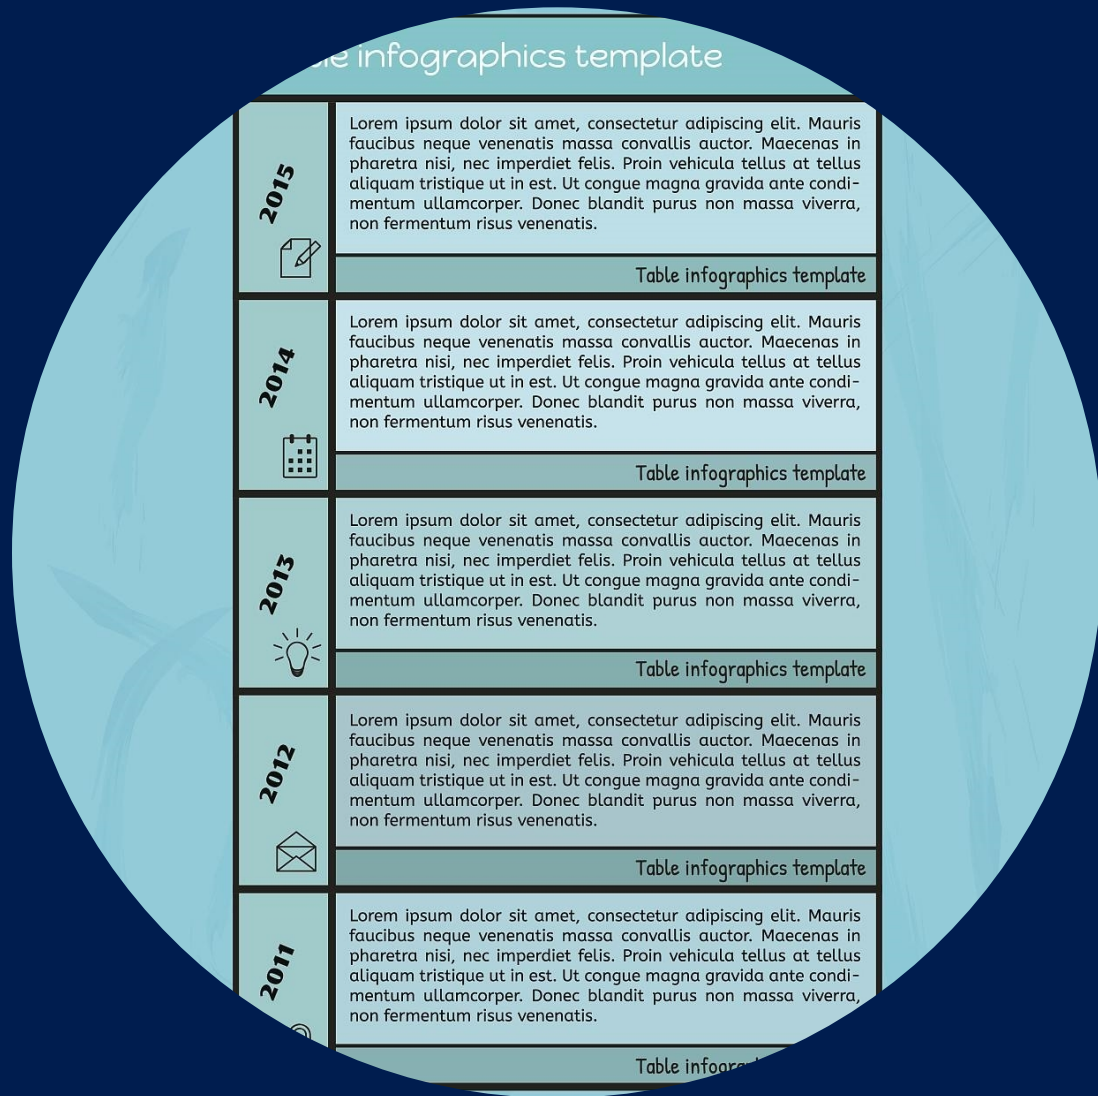 infographics template
2015
Lorem ipsum dolor sit amet, consectetur adipiscing elit. Mauris
faucibus neque venenatis massa convallis auctor. Maecenas in
pharetra nisi, nec imperdiet felis. Proin vehicula tellus at tellus
aliquam tristique ut in est. Ut congue magna gravida ante condi-
mentum ullamcorper. Donec blandit purus non massa viverra,
non fermentum risus venenatis.
Table infographics template
2014
Lorem ipsum dolor sit amet, consectetur adipiscing elit. Mauris
faucibus neque venenatis massa convallis auctor. Maecenas in
pharetra nisi, nec imperdiet felis. Proin vehicula tellus at tellus
aliquam tristique ut in est. Ut congue magna gravida ante condi-
mentum ullamcorper. Donec blandit purus non massa viverra,
non fermentum risus venenatis.
Table infographics template
2013
Lorem ipsum dolor sit amet, consectetur adipiscing elit. Mauris
faucibus neque venenatis massa convallis auctor. Maecenas in
pharetra nisi, nec imperdiet felis. Proin vehicula tellus at tellus
aliquam tristique ut in est. Ut congue magna gravida ante condi-
mentum ullamcorper. Donec blandit purus non massa viverra,
non fermentum risus venenatis.
Table infographics template
2012
Lorem ipsum dolor sit amet, consectetur adipiscing elit. Mauris
faucibus neque venenatis massa convallis auctor. Maecenas in
pharetra nisi, nec imperdiet felis. Proin vehicula tellus at tellus
aliquam tristique ut in est. Ut congue magna gravida ante condi-
mentum ullamcorper. Donec blandit purus non massa viverra,
non fermentum risus venenatis.
Table infographics template
2011
Lorem ipsum dolor sit amet, consectetur adipiscing elit. Mauris
faucibus neque venenatis massa convallis auctor. Maecenas in
pharetra nisi, nec imperdiet felis. Proin vehicula tellus at tellus
aliquam tristique ut in est. Ut congue magna gravida ante condi-
mentum ullamcorper. Donec blandit purus non massa viverra,
non fermentum risus venenatis.
Table